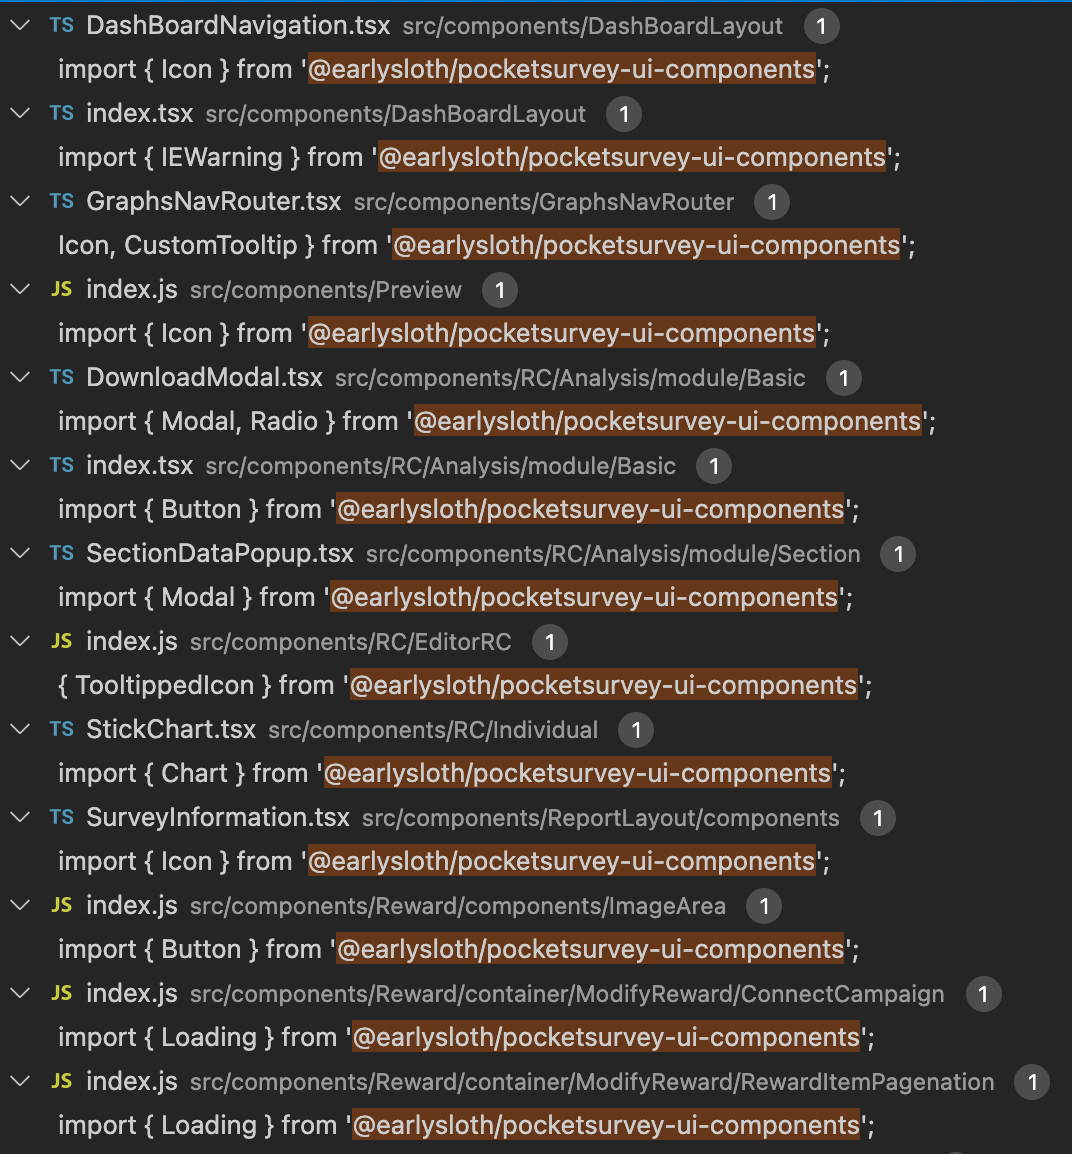 TS DashBoardNavigation.tsx src/components/DashBoardLayout 1
import { Icon } from '@earlysloth/pocketsurvey-ui-components';
TS index.tsx src/components/DashBoardLayout 1
import { IEWarning } from '@earlysloth/pocketsurvey-ui-components';
TS GraphsNavRouter.tsx src/components/GraphsNavRouter 1
Icon, CustomTooltip } from '@earlysloth/pocketsurvey-ui-components';
JS index.js src/components/Preview 1
import { Icon } from '@earlysloth/pocketsurvey-ui-components';
TS DownloadModal.tsx src/components/RC/Analysis/module/Basic 1
import { Modal, Radio } from '@earlysloth/pocketsurvey-ui-components';
TS index.tsx src/components/RC/Analysis/module/Basic 1
import { Button } from '@earlysloth/pocketsurvey-ui-components';
TS SectionDataPopup.tsx src/components/RC/Analysis/module/Section 1
import { Modal } from '@earlysloth/pocketsurvey-ui-components';
JS index.js src/components/RC/EditorRC 1
{ TooltippedIcon } from '@earlysloth/pocketsurvey-ui-components';
TS StickChart.tsx src/components/RC/Individual 1
import { Chart } from '@earlysloth/pocketsurvey-ui-components';
TS SurveyInformation.tsx src/components/ReportLayout/components 1
import { Icon } from '@earlysloth/pocketsurvey-ui-components';
JS index.js src/components/Reward/components/ImageArea 1
import { Button } from '@earlysloth/pocketsurvey-ui-components';
JS index.js src/components/Reward/container/ModifyReward/ConnectCampaign 1
import { Loading } from '@earlysloth/pocketsurvey-ui-components';
JS index.js src/components/Reward/container/ModifyReward/RewardItemPagenation 1
import { Loading } from '@earlysloth/pocketsurvey-ui-components';